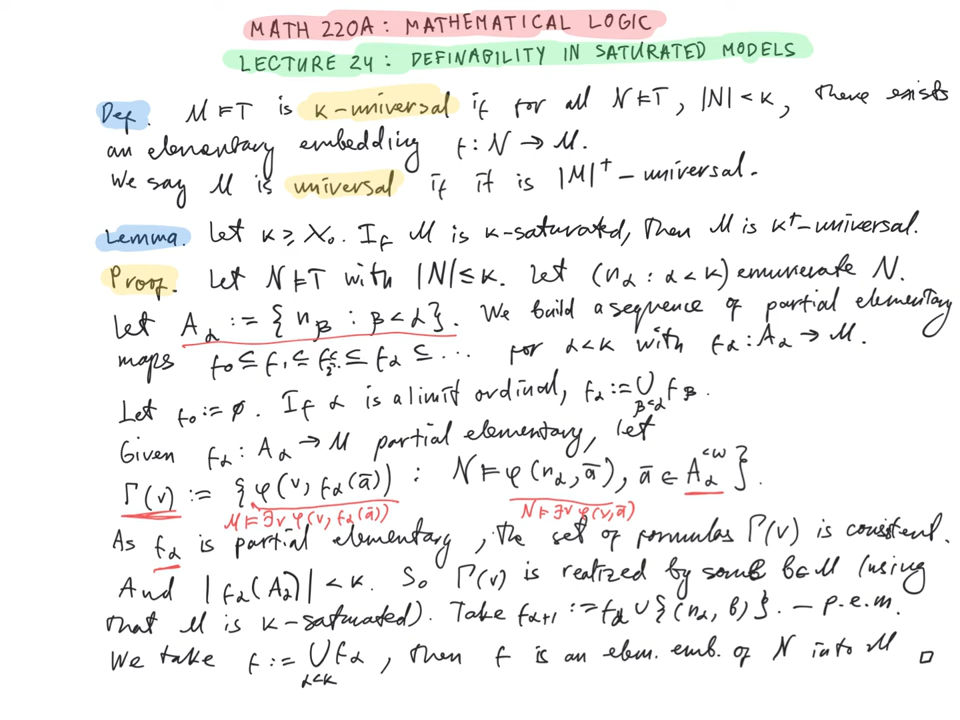 MATH 220A: MATHEMATICAL LOGIC
LECTURE 24: DEFINABILITY IN SATURATED MODELS
Def. M ⊨ T is κ-universal if for all N ⊨ T, |N| < κ, there exists
an elementary embedding f: N → M.
We say M is universal if it is |M|⁺-universal.
Lemma. Let κ ≥ ℵ₀. If M is κ-saturated, then M is κ⁺-universal.
Proof. Let N ⊨ T with |N| ≤ κ. Let (n_α : α < κ) enumerate N.
Let A_α := {n_β : β < α}. We build a sequence of partial elementary
maps f₀ ⊆ f₁ ⊆ f₂ ⊆ f_α ⊆ ... for α < κ with f_α : A_α → M.
Let f₀ := ∅. If α is a limit ordinal, f_α := ⋃_{β<α} f_β.
Given f_α : A_α → M partial elementary, let
Γ(v) := {φ(v, f_α(ā)) : N ⊨ φ(n_α, ā), ā ∈ A_α^{<ω}}.
M ⊨ ∃v φ(v, f_α(ā)) N ⊨ ∃v φ(v, ā)
As f_α is partial elementary, the set of formulas Γ(v) is consistent.
And |f_α(A_α)| < κ. So Γ(v) is realized by some b ∈ M (using
that M is κ-saturated). Take f_{α+1} := f_α ∪ {(n_α, b)}. – p.e.m.
We take f := ⋃_{α<κ} f_α, then f is an elem. emb. of N into M □